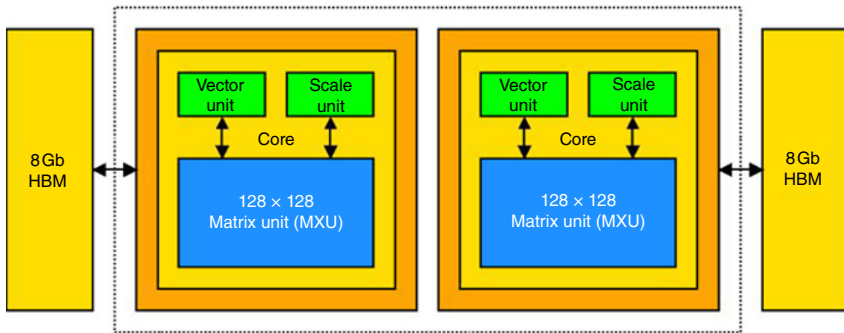 8 Gb
HBM
Vector
unit
Scale
unit
Core
128 × 128
Matrix unit (MXU)
Vector
unit
Scale
unit
Core
128 × 128
Matrix unit (MXU)
8 Gb
HBM